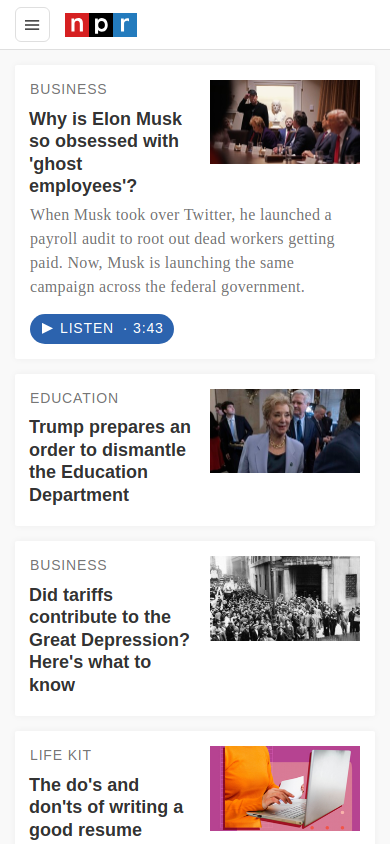 npr
BUSINESS
Why is Elon Musk
so obsessed with
'ghost
employees'?
When Musk took over Twitter, he launched a
payroll audit to root out dead workers getting
paid. Now, Musk is launching the same
campaign across the federal government.
LISTEN · 3:43
EDUCATION
Trump prepares an
order to dismantle
the Education
Department
BUSINESS
Did tariffs
contribute to the
Great Depression?
Here's what to
know
LIFE KIT
The do's and
don'ts of writing a
good resume